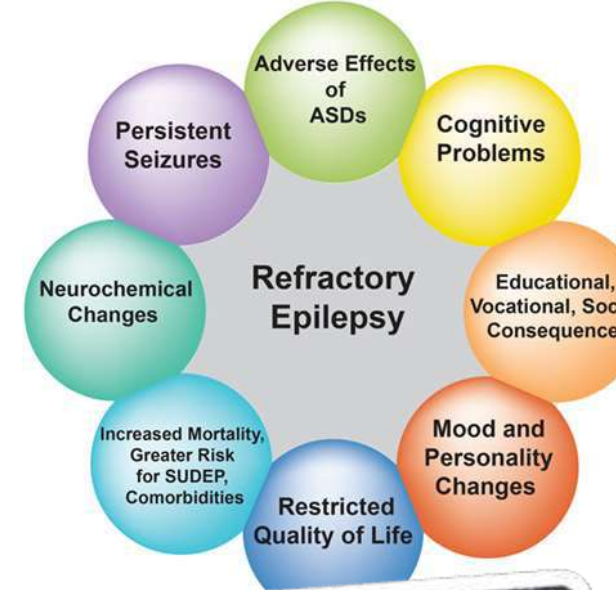 Adverse Effects
of
ASDs
Cognitive
Problems
Educational,
Vocational,
Consequence
Mood and
Personality
Changes
Restricted
Quality of Life
Increased Mortality,
Greater Risk
for SUDEP,
Comorbidities
Neurochemical
Changes
Persistent
Seizures
Refractory
Epilepsy